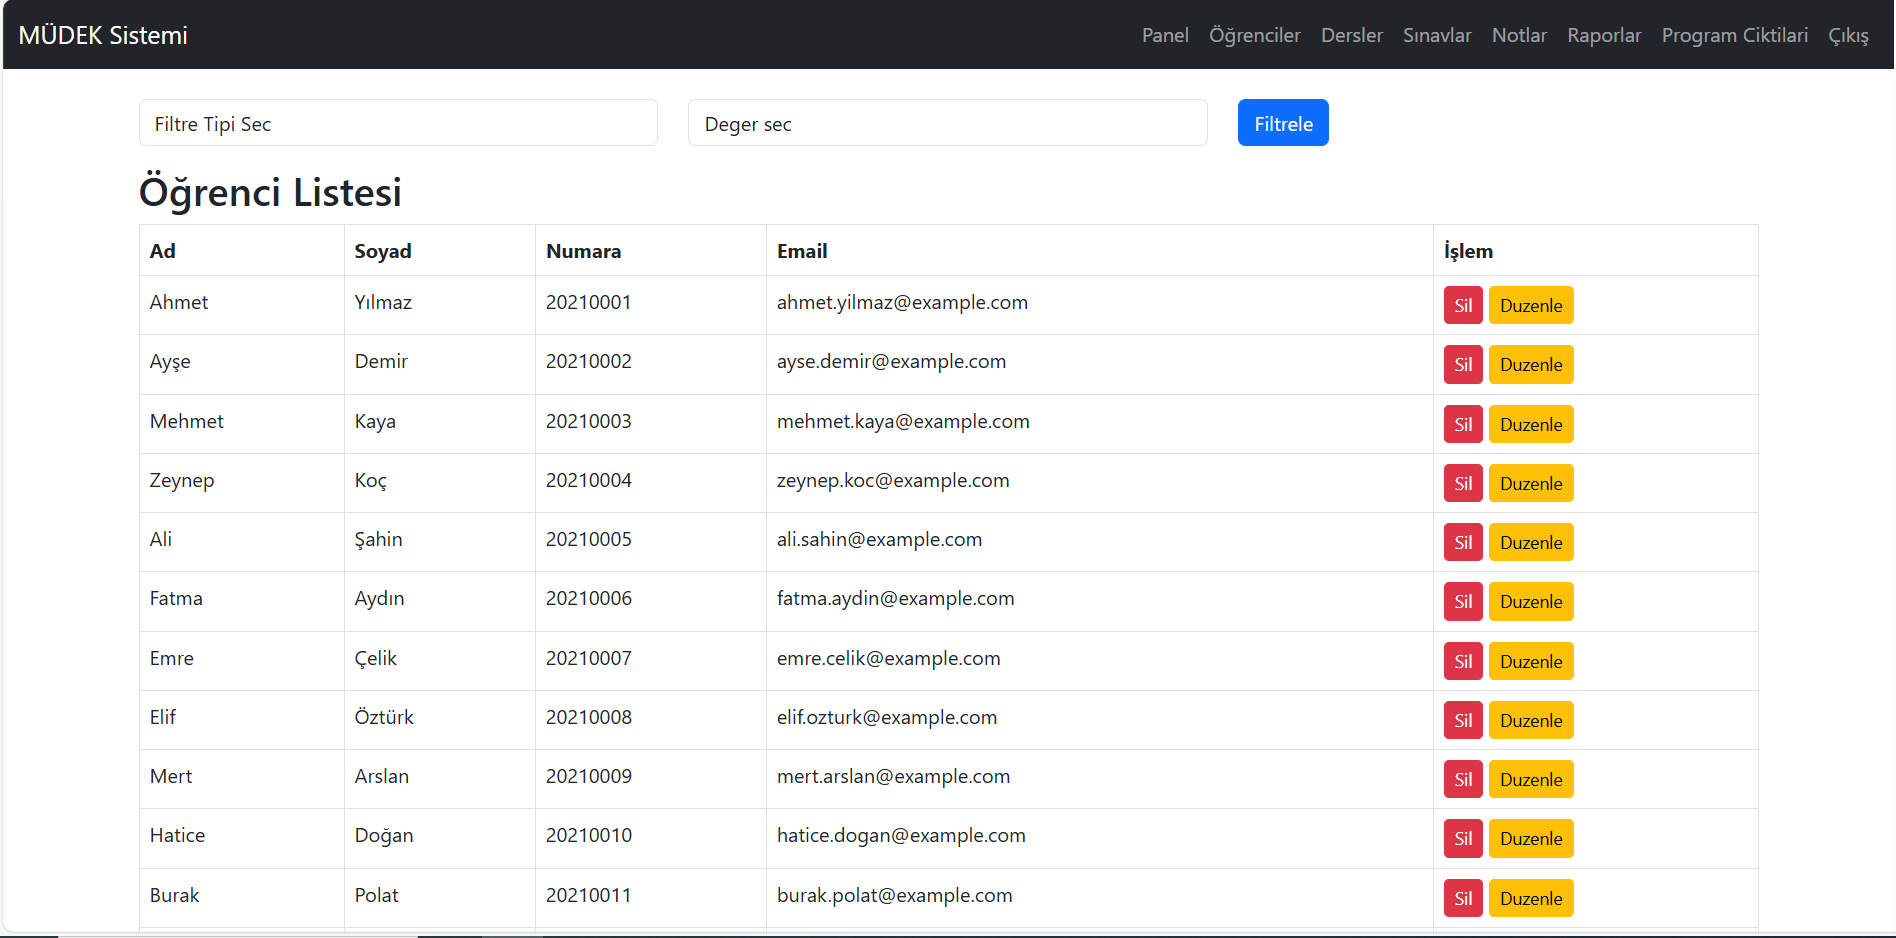 MÜDEK Sistemi Panel Öğrenciler Dersler Sınavlar Notlar Raporlar Program Ciktilari Çıkış
Filtre Tipi Sec Deger sec Filtrele
Öğrenci Listesi
Ad Soyad Numara Email İşlem
Ahmet Yılmaz 20210001 ahmet.yilmaz@example.com Sil Duzenle
Ayşe Demir 20210002 ayse.demir@example.com Sil Duzenle
Mehmet Kaya 20210003 mehmet.kaya@example.com Sil Duzenle
Zeynep Koç 20210004 zeynep.koc@example.com Sil Duzenle
Ali Şahin 20210005 ali.sahin@example.com Sil Duzenle
Fatma Aydın 20210006 fatma.aydin@example.com Sil Duzenle
Emre Çelik 20210007 emre.celik@example.com Sil Duzenle
Elif Öztürk 20210008 elif.ozturk@example.com Sil Duzenle
Mert Arslan 20210009 mert.arslan@example.com Sil Duzenle
Hatice Doğan 20210010 hatice.dogan@example.com Sil Duzenle
Burak Polat 20210011 burak.polat@example.com Sil Duzenle